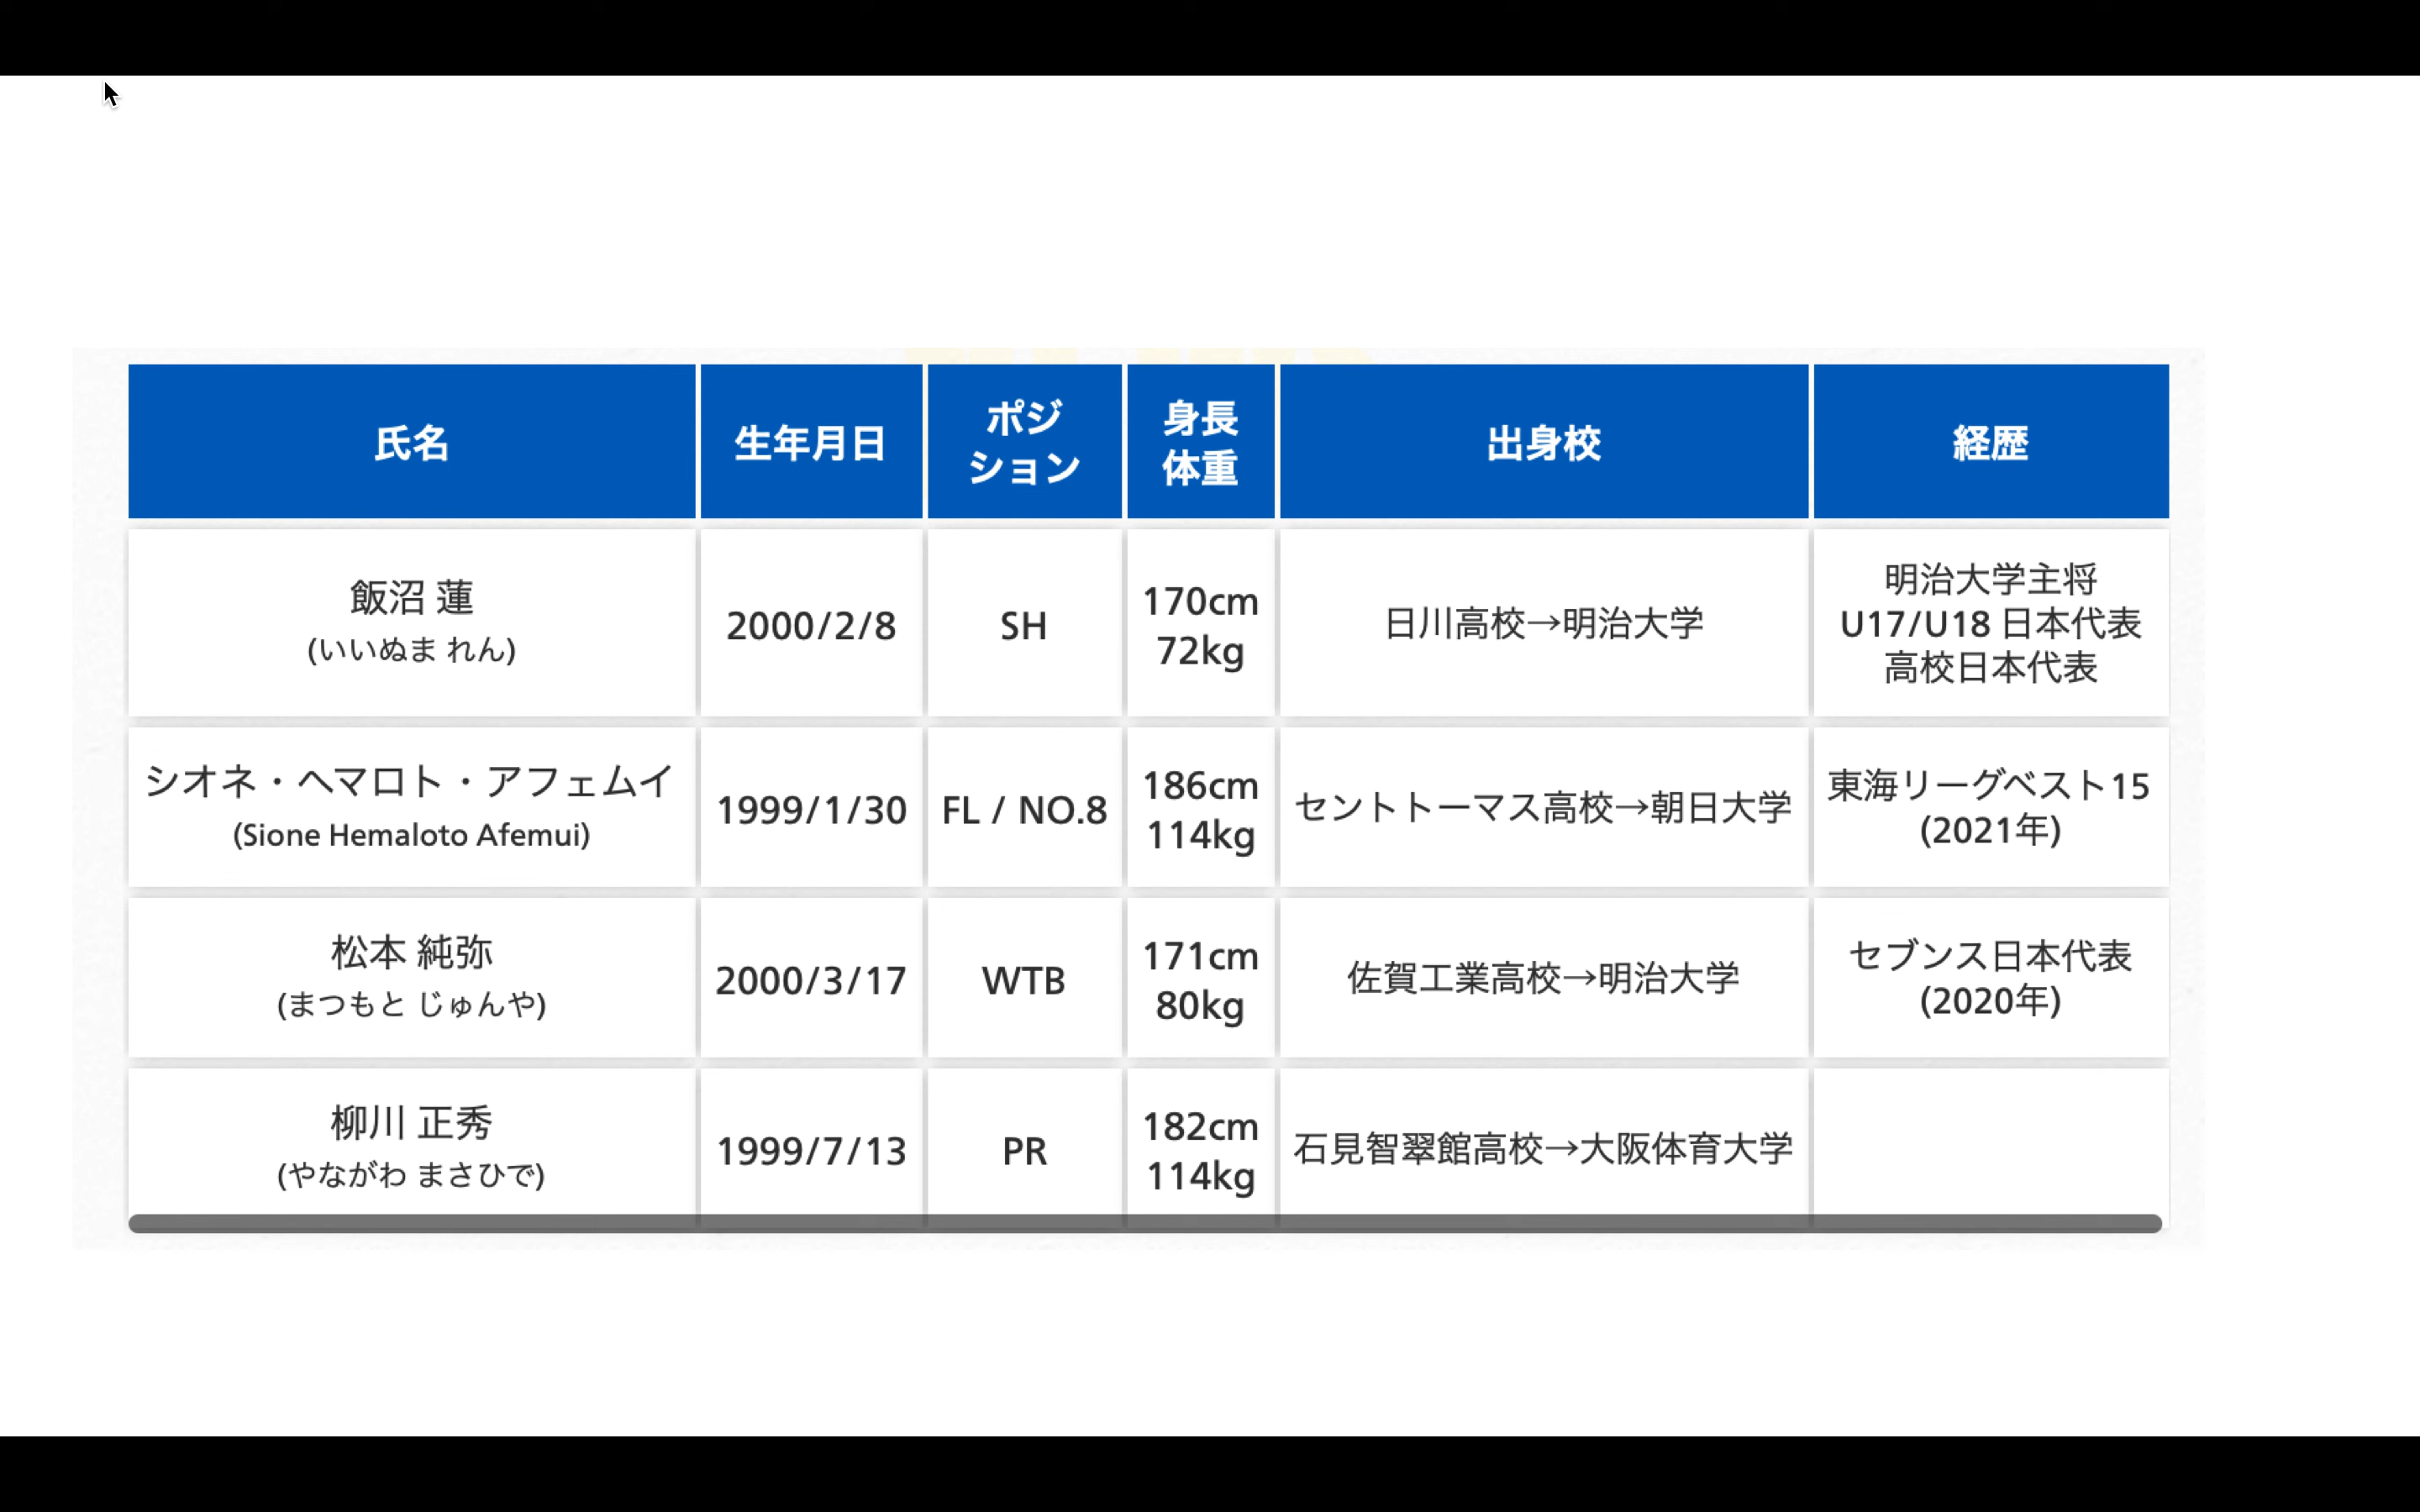 氏名
生年月日
ポジ
ション
身長
体重
出身校
経歴
飯沼 蓮
(いいぬま れん)
2000/2/8
SH
170cm
72kg
日川高校→明治大学
明治大学主将
U17/U18 日本代表
高校日本代表
シオネ・ヘマロト・アフェムイ
(Sione Hemaloto Afemui)
1999/1/30
FL / NO.8
186cm
114kg
セントトーマス高校→朝日大学
東海リーグベスト15
(2021年)
松本 純弥
(まつもと じゅんや)
2000/3/17
WTB
171cm
80kg
佐賀工業高校→明治大学
セブンス日本代表
(2020年)
柳川 正秀
(やながわ まさひで)
1999/7/13
PR
182cm
114kg
石見智翠館高校→大阪体育大学